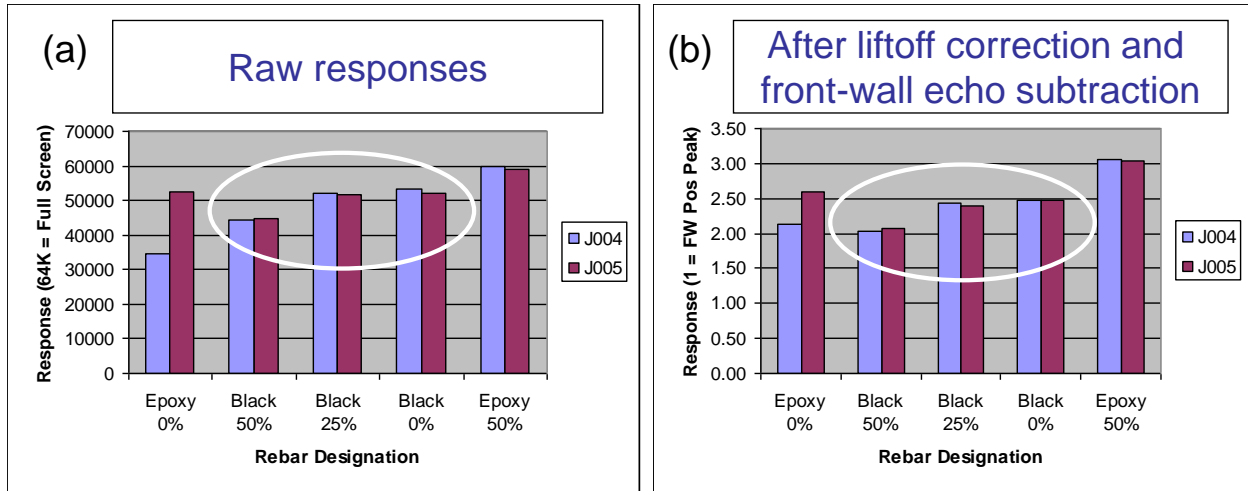 (a)
Raw responses
Response (64K = Full Screen)
70000
60000
50000
40000
30000
20000
10000
0
Epoxy 0%
Black 50%
Black 25%
Black 0%
Epoxy 50%
Rebar Designation
J004
J005
(b)
After liftoff correction and
front-wall echo subtraction
Response (1 = FW Pos Peak)
3.50
3.00
2.50
2.00
1.50
1.00
0.50
0.00
Epoxy 0%
Black 50%
Black 25%
Black 0%
Epoxy 50%
Rebar Designation
J004
J005